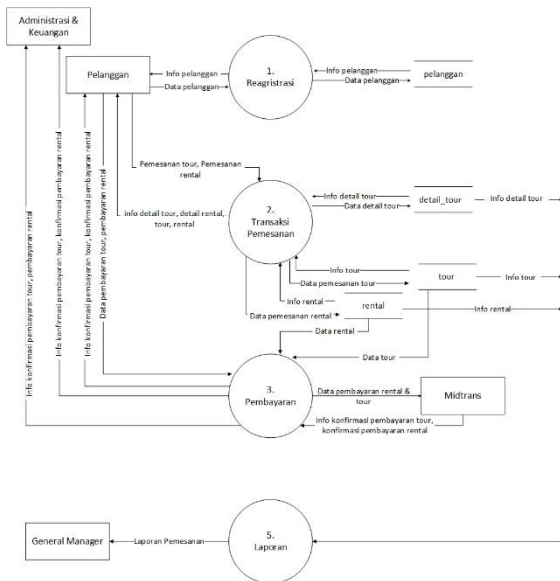 Administrasi &
Keuangan
Pelanggan
Info pelanggan
Data pelanggan
1.
Reagristrasi
Info pelanggan
Data pelanggan
pelanggan
Pemesanan tour, Pemesanan
rental
info detail tour, detail rental,
tour, rental
2.
Transaksi
Pemesanan
Info detail tour
Data detail tour
detail_tour
Info detail tour
Info tour
Data pemesanan tour
tour
Info tour
Info rental
Data pemesanan rental
rental
Info rental
Data rental
Data tour
Info konfirmasi pembayaran tour, pembayaran rental
Info konfirmasi pembayaran tour, konfirmasi pembayaran rental
Info konfirmasi pembayaran tour, konfirmasi pembayaran rental
Data pembayaran tour, pembayaran rental
3.
Pembayaran
Data pembayaran rental &
tour
Midtrans
Info konfirmasi pembayaran tour,
konfirmasi pembayaran rental
General Manager
Laporan Pemesanan
5.
Laporan